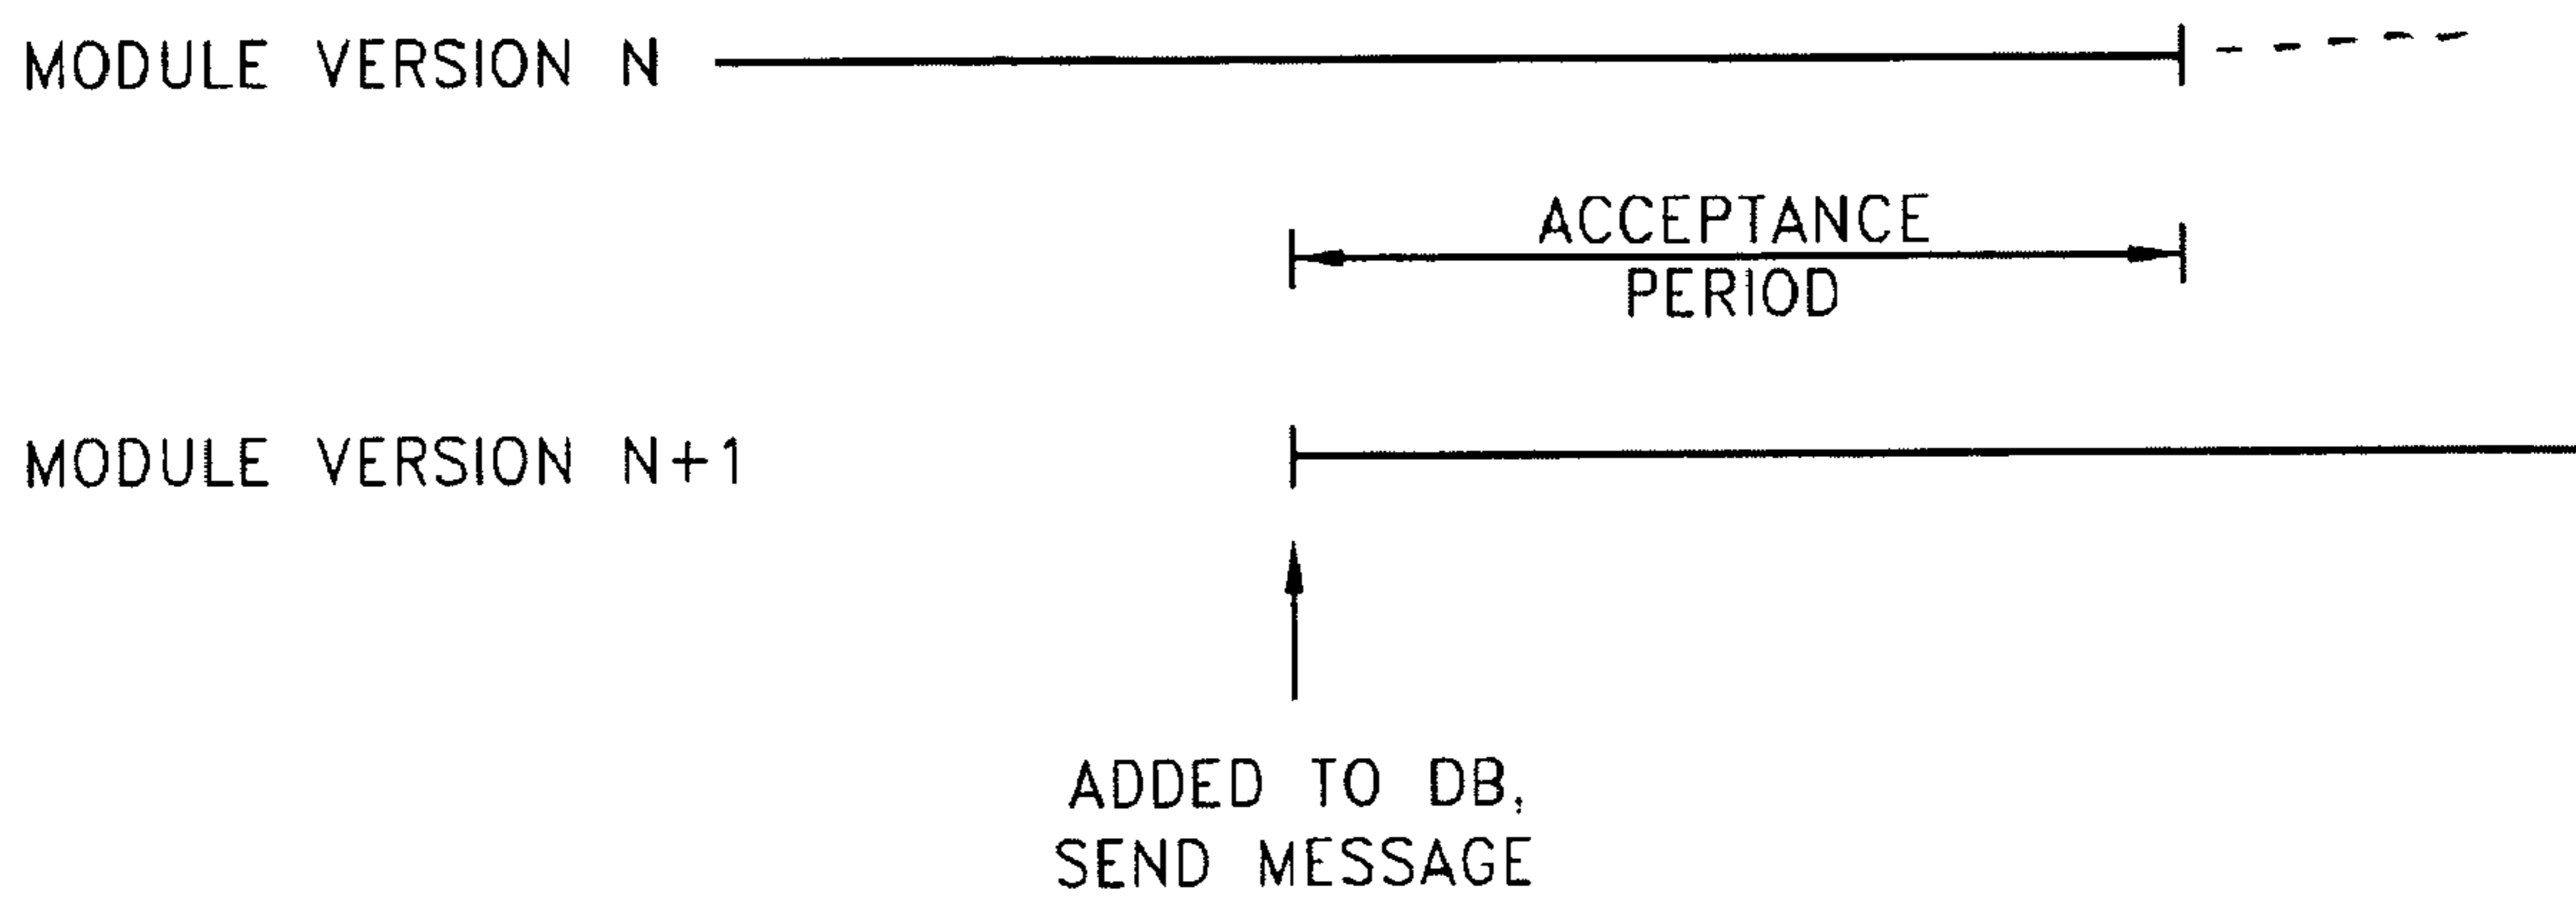 MODULE VERSION N
ACCEPTANCE
PERIOD
MODULE VERSION N+1
ADDED TO DB,
SEND MESSAGE